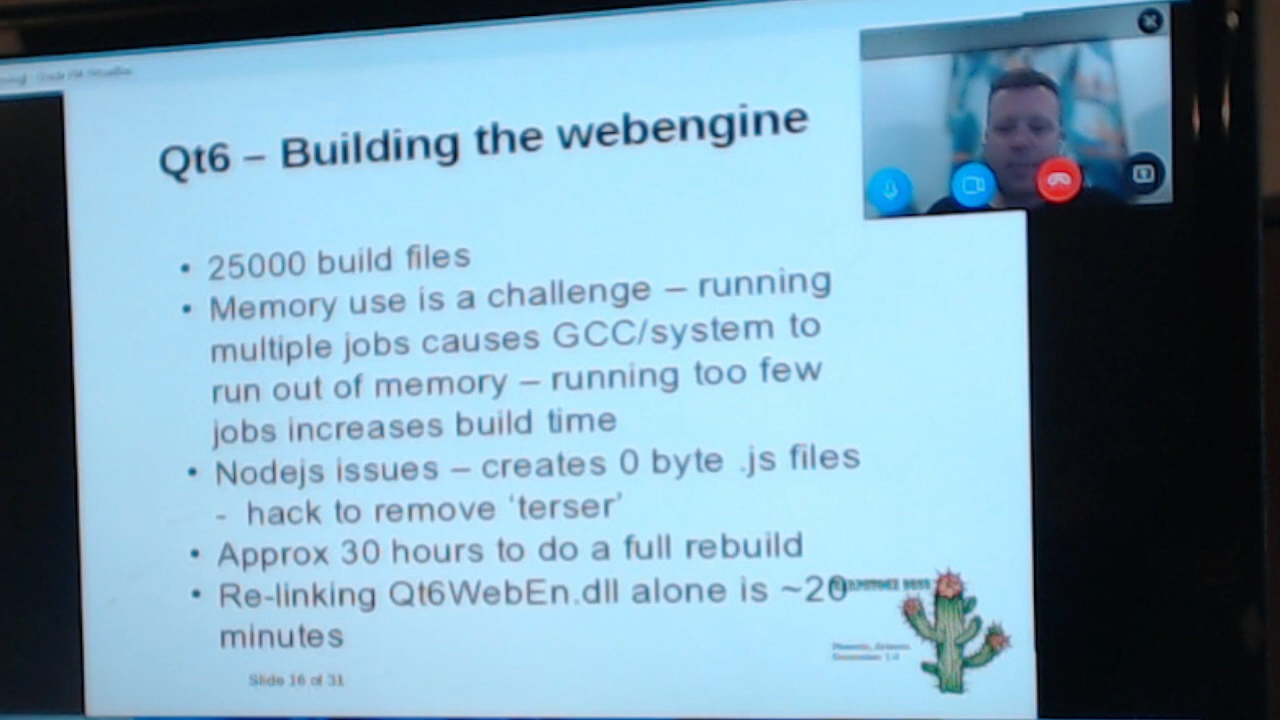 Qt6 – Building the webengine
• 25000 build files
• Memory use is a challenge – running
multiple jobs causes GCC/system to
run out of memory – running too few
jobs increases build time
• Nodejs issues – creates 0 byte .js files
- hack to remove ‘terser’
• Approx 30 hours to do a full rebuild
• Re-linking Qt6WebEn.dll alone is ~20
minutes
Phoenix, Arizona
December
Slide 16 of 31